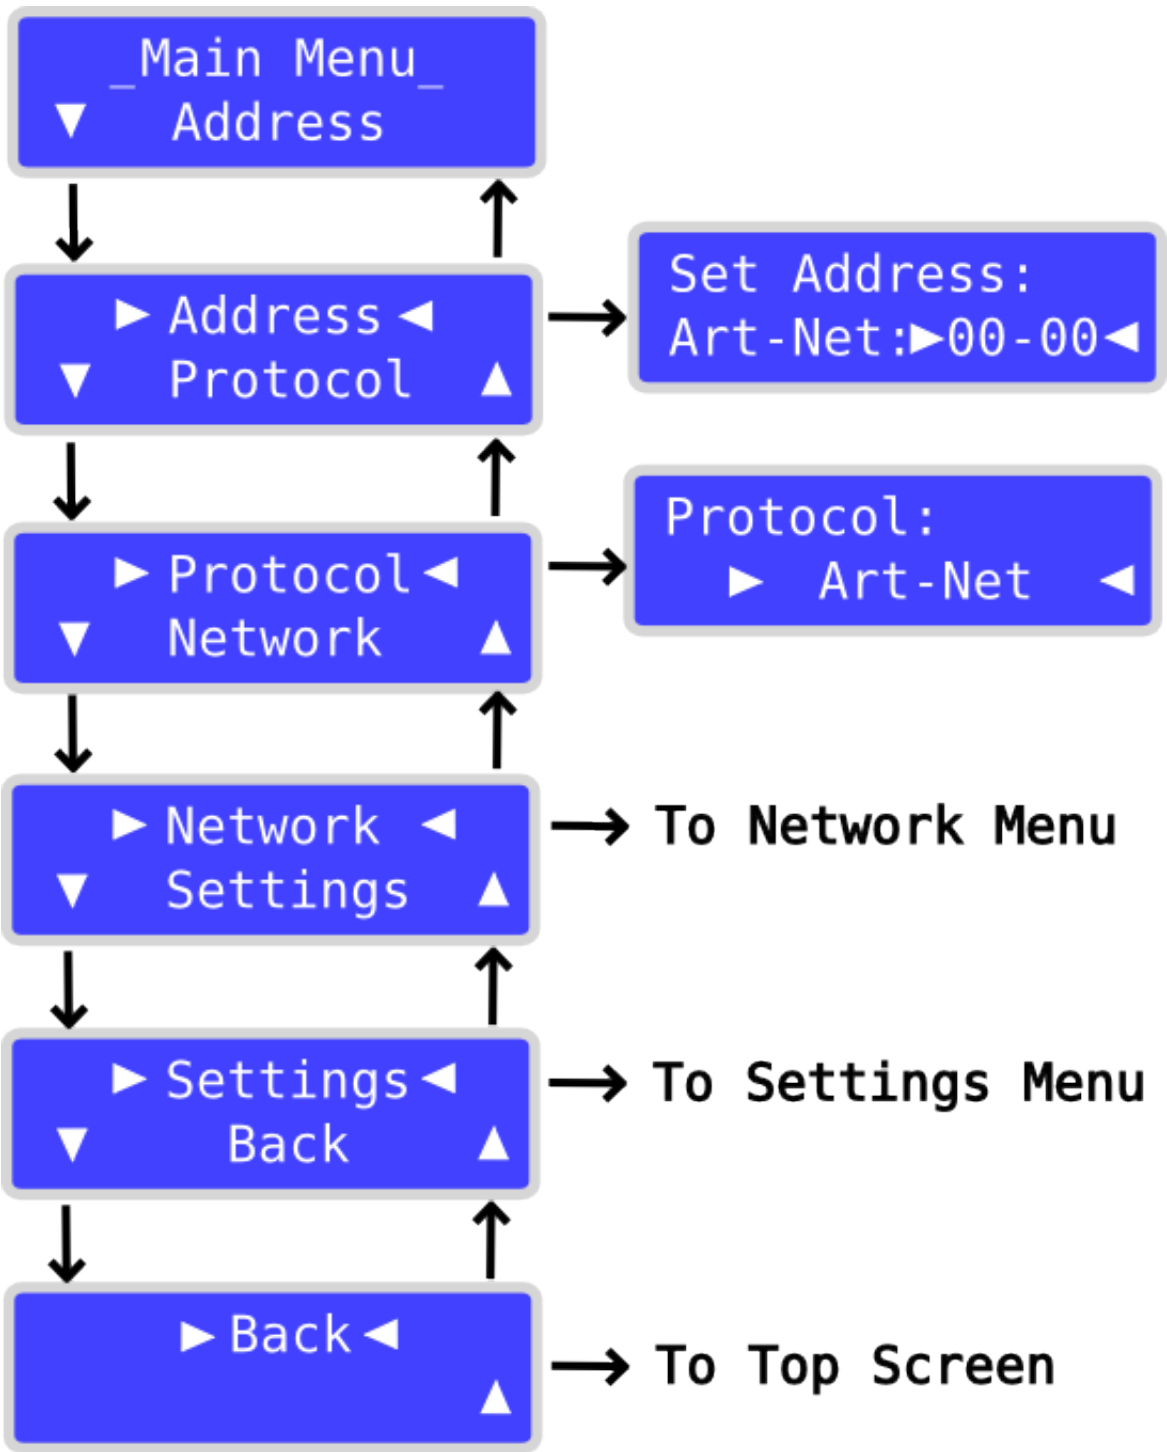 _Main Menu_
▼ Address
►Address◄
▼ Protocol ▲
Set Address:
Art-Net:►00-00◄
►Protocol◄
▼ Network ▲
Protocol:
► Art-Net ◄
►Network ◄
▼ Settings ▲
To Network Menu
►Settings◄
▼ Back ▲
To Settings Menu
►Back◄
▲
To Top Screen